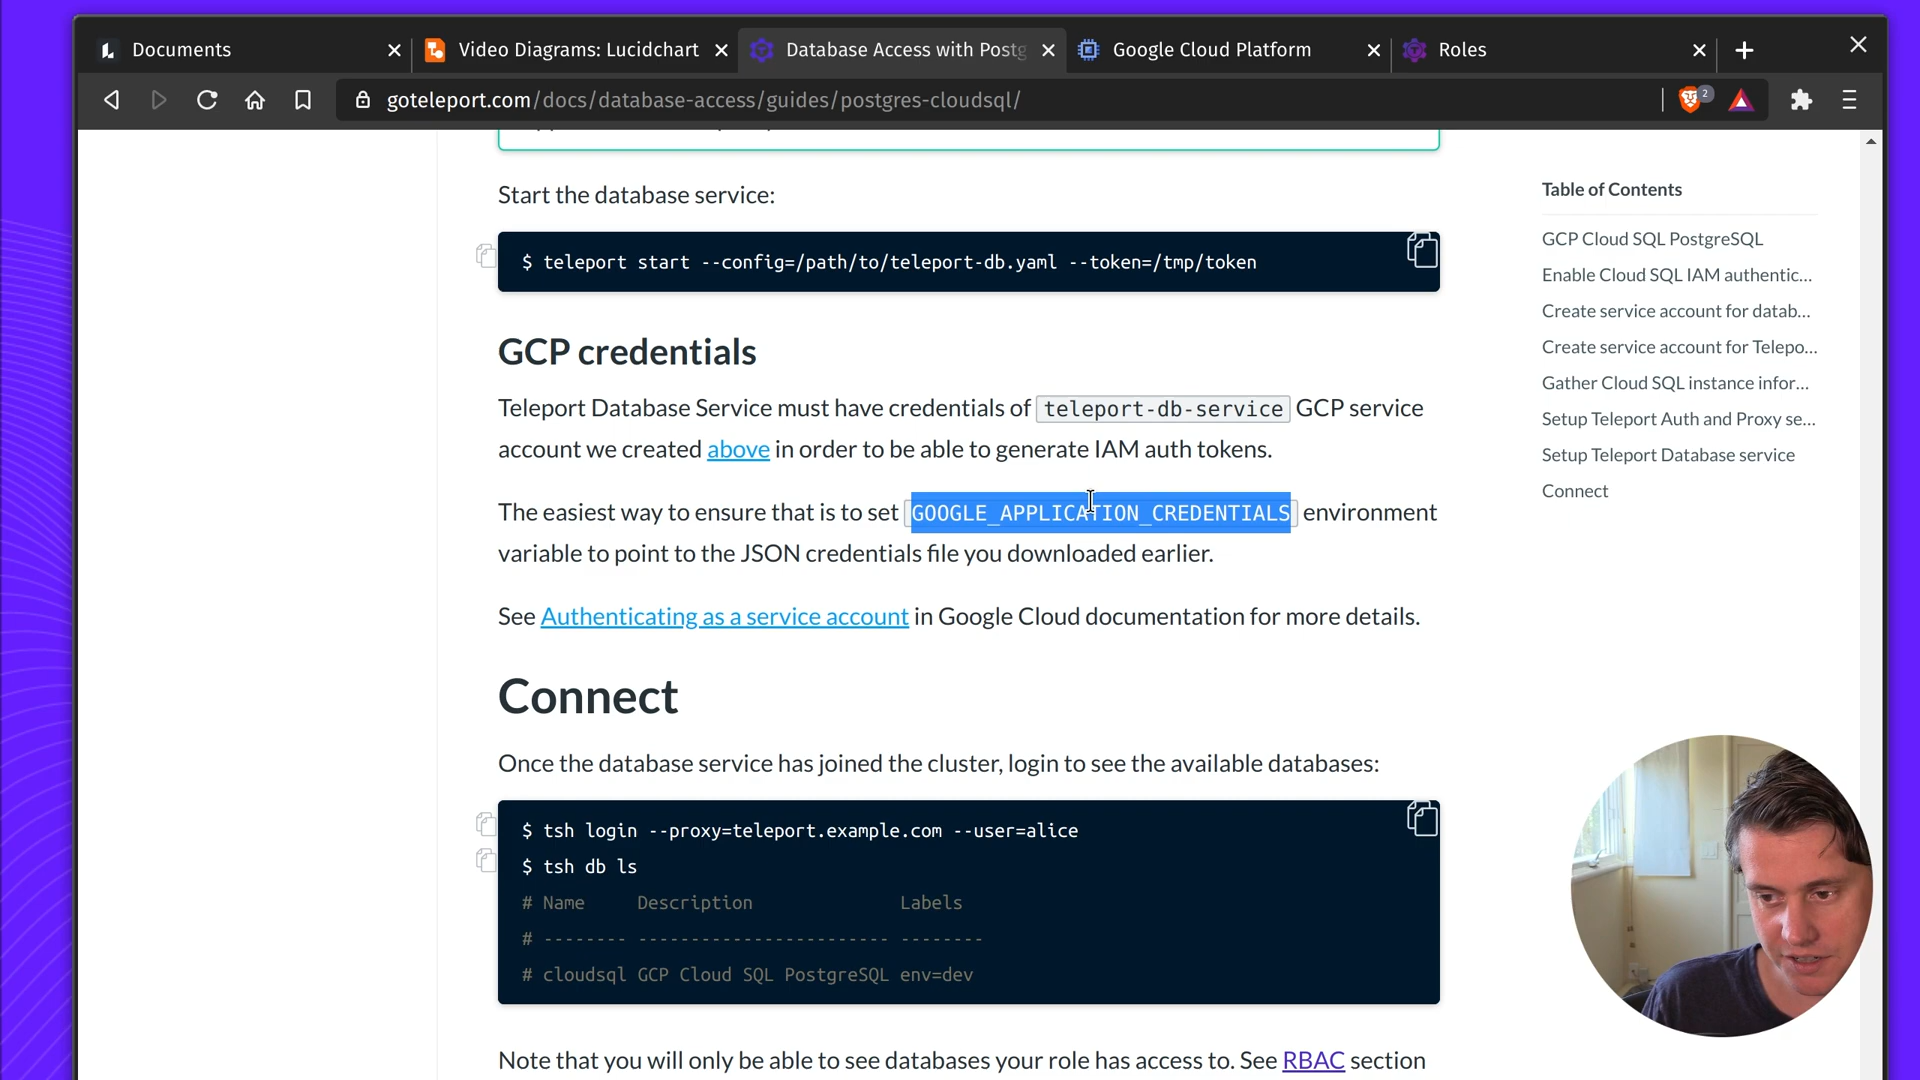 Documents
Video Diagrams: Lucidchart
Database Access with Postg
Google Cloud Platform
Roles
goteleport.com/docs/database-access/guides/postgres-cloudsql/
2
Start the database service:
$ teleport start --config=/path/to/teleport-db.yaml --token=/tmp/token
GCP credentials
Teleport Database Service must have credentials of teleport-db-service GCP service
account we created above in order to be able to generate IAM auth tokens.
The easiest way to ensure that is to set GOOGLE_APPLICATION_CREDENTIALS environment
variable to point to the JSON credentials file you downloaded earlier.
See Authenticating as a service account in Google Cloud documentation for more details.
Connect
Once the database service has joined the cluster, login to see the available databases:
$ tsh login --proxy=teleport.example.com --user=alice
$ tsh db ls
# Name Description Labels
# -------- ------------------------ --------
# cloudsql GCP Cloud SQL PostgreSQL env=dev
Note that you will only be able to see databases your role has access to. See RBAC section
Table of Contents
GCP Cloud SQL PostgreSQL
Enable Cloud SQL IAM authentic...
Create service account for datab...
Create service account for Telepo...
Gather Cloud SQL instance infor...
Setup Teleport Auth and Proxy se...
Setup Teleport Database service
Connect